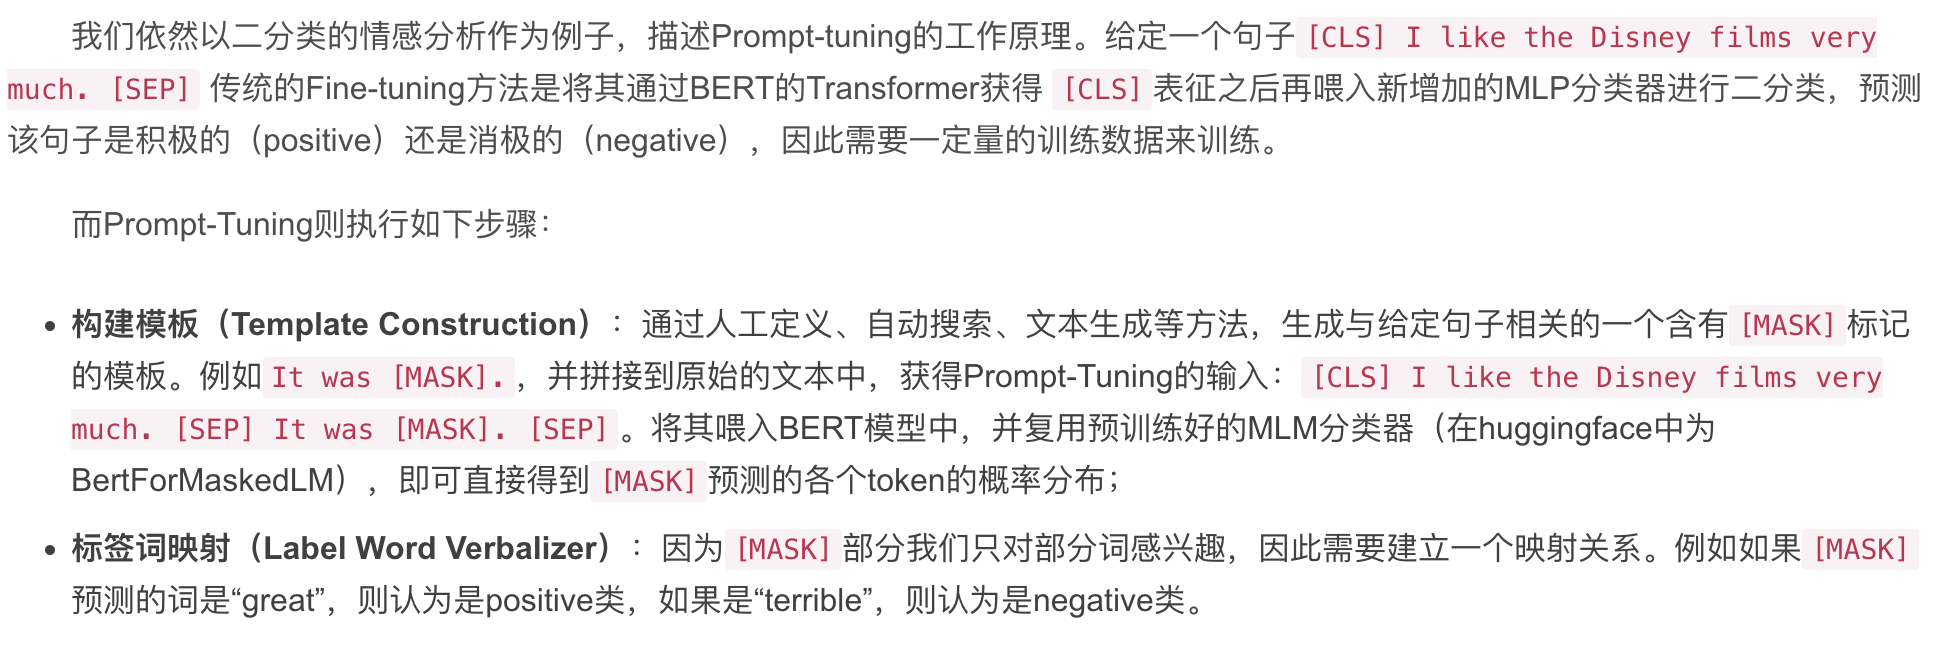 我们依然以二分类的情感分析作为例子，描述Prompt-tuning的工作原理。给定一个句子[CLS] I like the Disney films very
much. [SEP] 传统的Fine-tuning方法是将其通过BERT的Transformer获得 [CLS]表征之后再喂入新增加的MLP分类器进行二分类，预测
该句子是积极的（positive）还是消极的（negative），因此需要一定量的训练数据来训练。
而Prompt-Tuning则执行如下步骤：
• 构建模板（Template Construction）：通过人工定义、自动搜索、文本生成等方法，生成与给定句子相关的一个含有[MASK]标记
的模板。例如It was [MASK].，并拼接到原始的文本中，获得Prompt-Tuning的输入：[CLS] I like the Disney films very
much. [SEP] It was [MASK]. [SEP]。将其喂入BERT模型中，并复用预训练好的MLM分类器（在huggingface中为
BertForMaskedLM），即可直接得到[MASK]预测的各个token的概率分布；
• 标签词映射（Label Word Verbalizer）：因为[MASK]部分我们只对部分词感兴趣，因此需要建立一个映射关系。例如如果[MASK]
预测的词是“great”，则认为是positive类，如果是“terrible”，则认为是negative类。